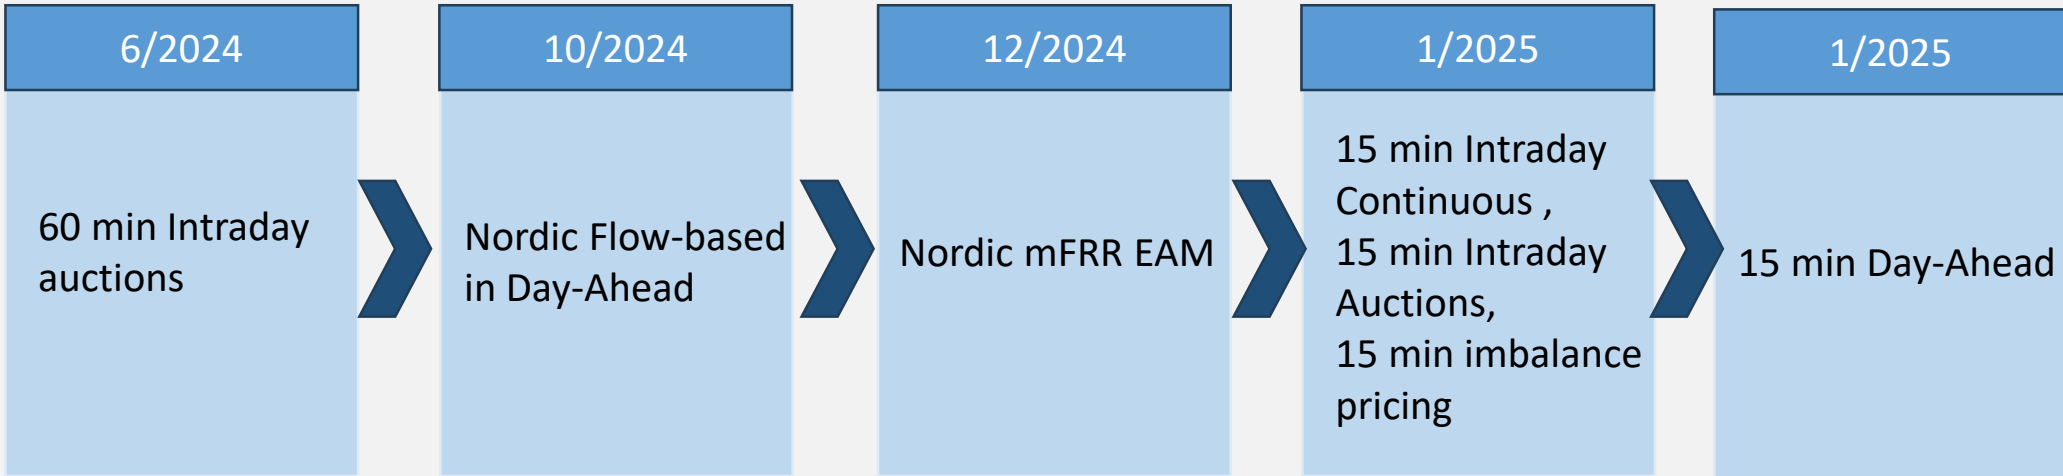 6/2024
60 min Intraday
auctions
10/2024
Nordic Flow-based
in Day-Ahead
12/2024
Nordic mFRR EAM
1/2025
15 min Intraday
Continuous ,
15 min Intraday
Auctions,
15 min imbalance
pricing
1/2025
15 min Day-Ahead